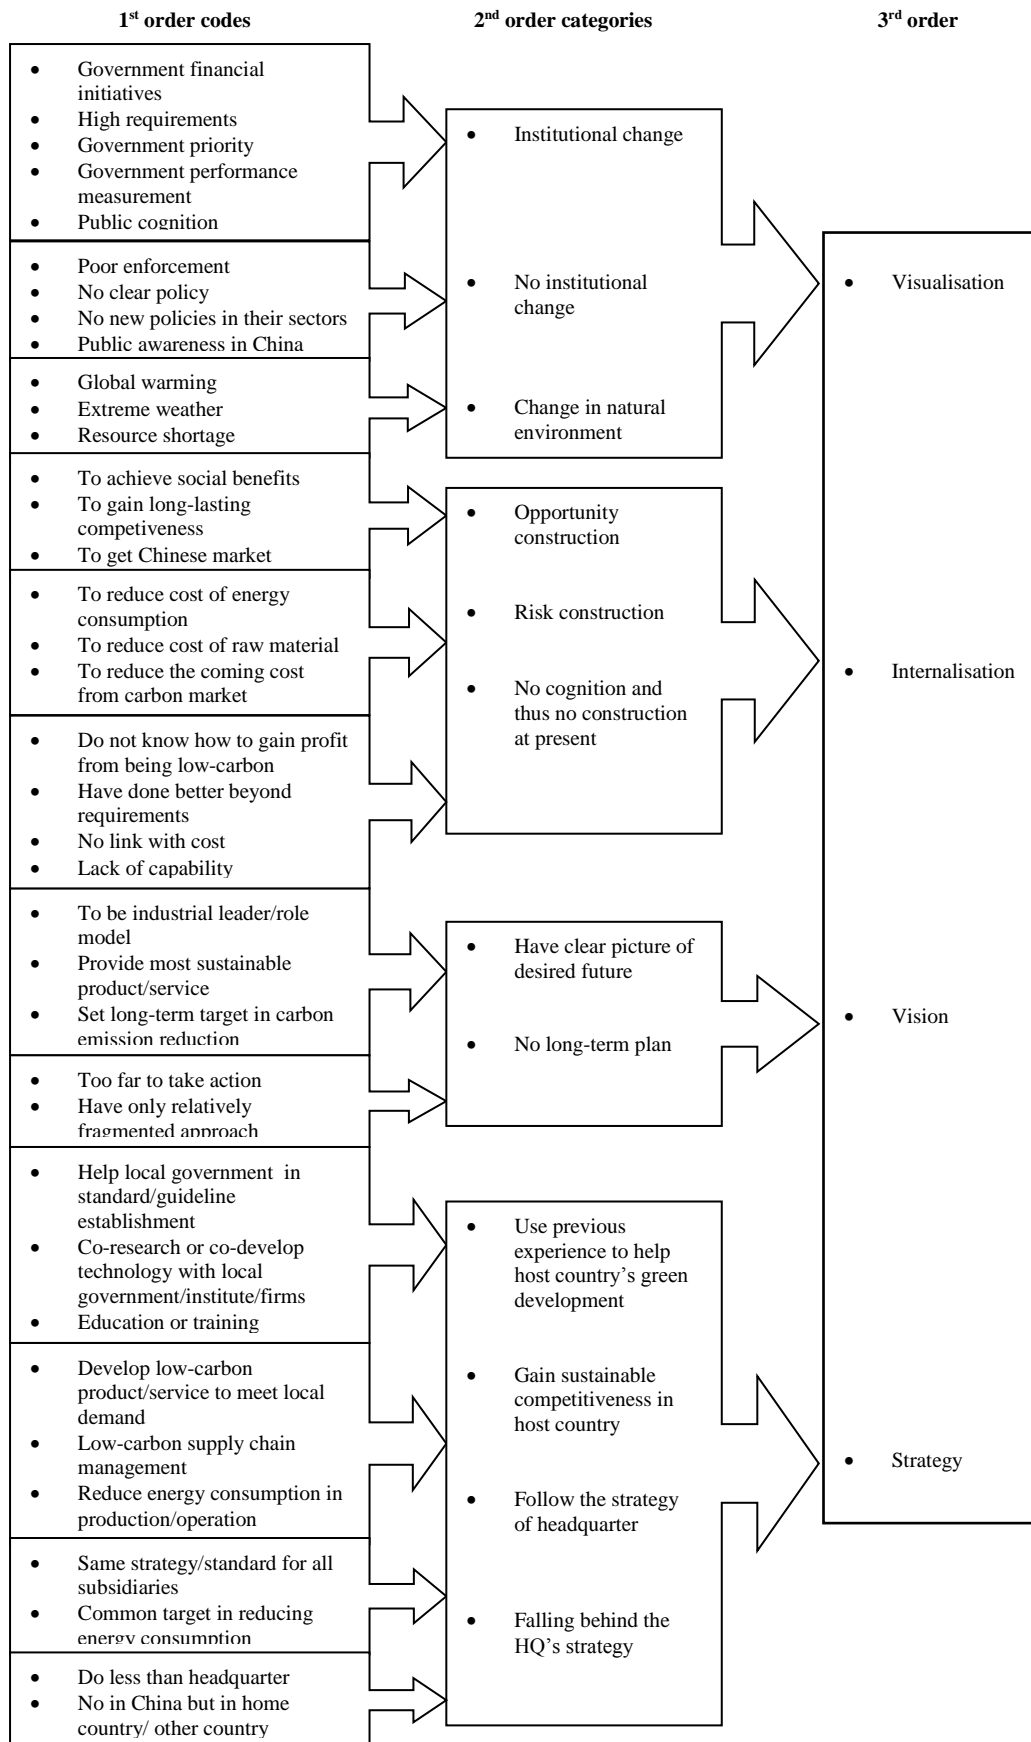 1st order codes
2nd order categories
3rd order
Government financial
initiatives
High requirements
Government priority
Government performance
measurement
Public cognition
Poor enforcement
No clear policy
No new policies in their sectors
Public awareness in China
Global warming
Extreme weather
Resource shortage
To achieve social benefits
To gain long-lasting
competiveness
To get Chinese market
To reduce cost of energy
consumption
To reduce cost of raw material
To reduce the coming cost
from carbon market
Do not know how to gain profit
from being low-carbon
Have done better beyond
requirements
No link with cost
Lack of capability
To be industrial leader/role
model
Provide most sustainable
product/service
Set long-term target in carbon
emission reduction
Too far to take action
Have only relatively
fragmented approach
Help local government in
standard/guideline
establishment
Co-research or co-develop
technology with local
government/institute/firms
Education or training
Develop low-carbon
product/service to meet local
demand
Low-carbon supply chain
management
Reduce energy consumption in
production/operation
Same strategy/standard for all
subsidiaries
Common target in reducing
energy consumption
Do less than headquarter
No in China but in home
country/ other country
Institutional change
No institutional
change
Change in natural
environment
Opportunity
construction
Risk construction
No cognition and
thus no construction
at present
Have clear picture of
desired future
No long-term plan
Use previous
experience to help
host country's green
development
Gain sustainable
competitiveness in
host country
Follow the strategy
of headquarter
Falling behind the
HQ's strategy
Visualisation
Internalisation
Vision
Strategy